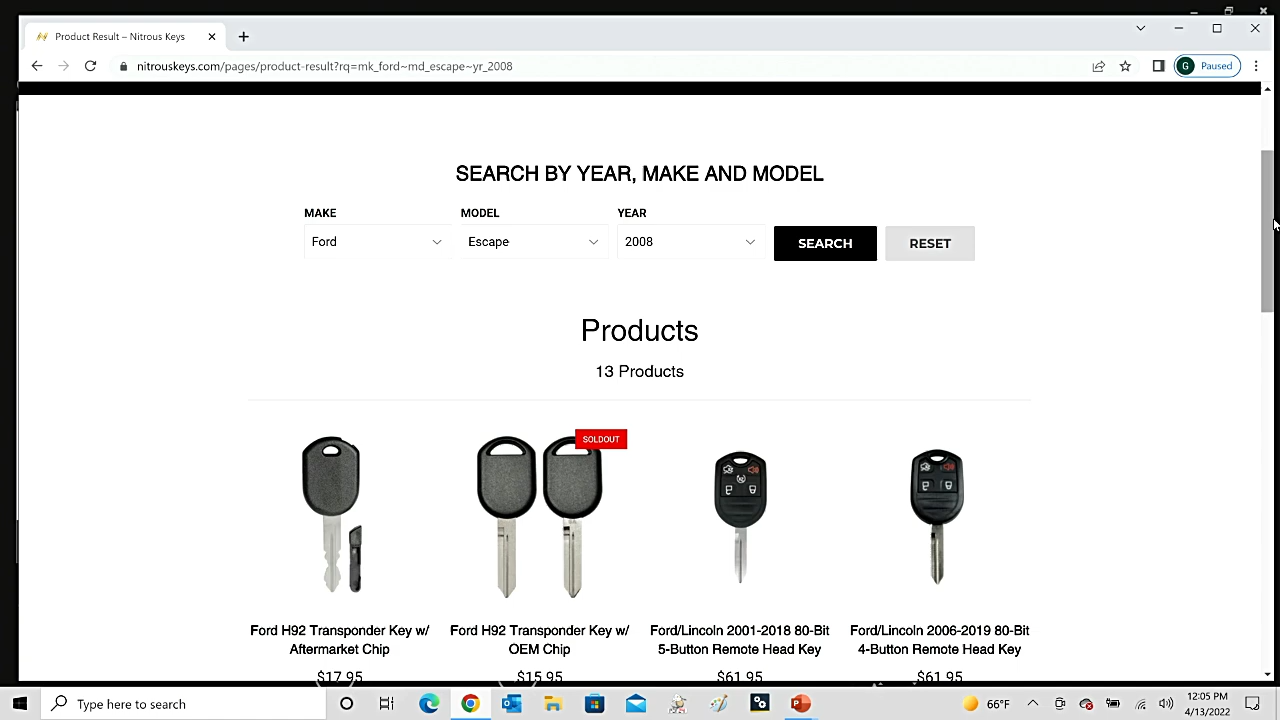 Product Result – Nitrous Keys
nitrouskeys.com/pages/product-result?rq=mk_ford~md_escape~yr_2008
G Paused
SEARCH BY YEAR, MAKE AND MODEL
MAKE MODEL YEAR
Ford Escape 2008 SEARCH RESET
Products
13 Products
SOLDOUT
Ford H92 Transponder Key w/
Aftermarket Chip
$17.95
Ford H92 Transponder Key w/
OEM Chip
$15.95
Ford/Lincoln 2001-2018 80-Bit
5-Button Remote Head Key
$61.95
Ford/Lincoln 2006-2019 80-Bit
4-Button Remote Head Key
$61.95
Type here to search
66°F
12:05 PM
4/13/2022